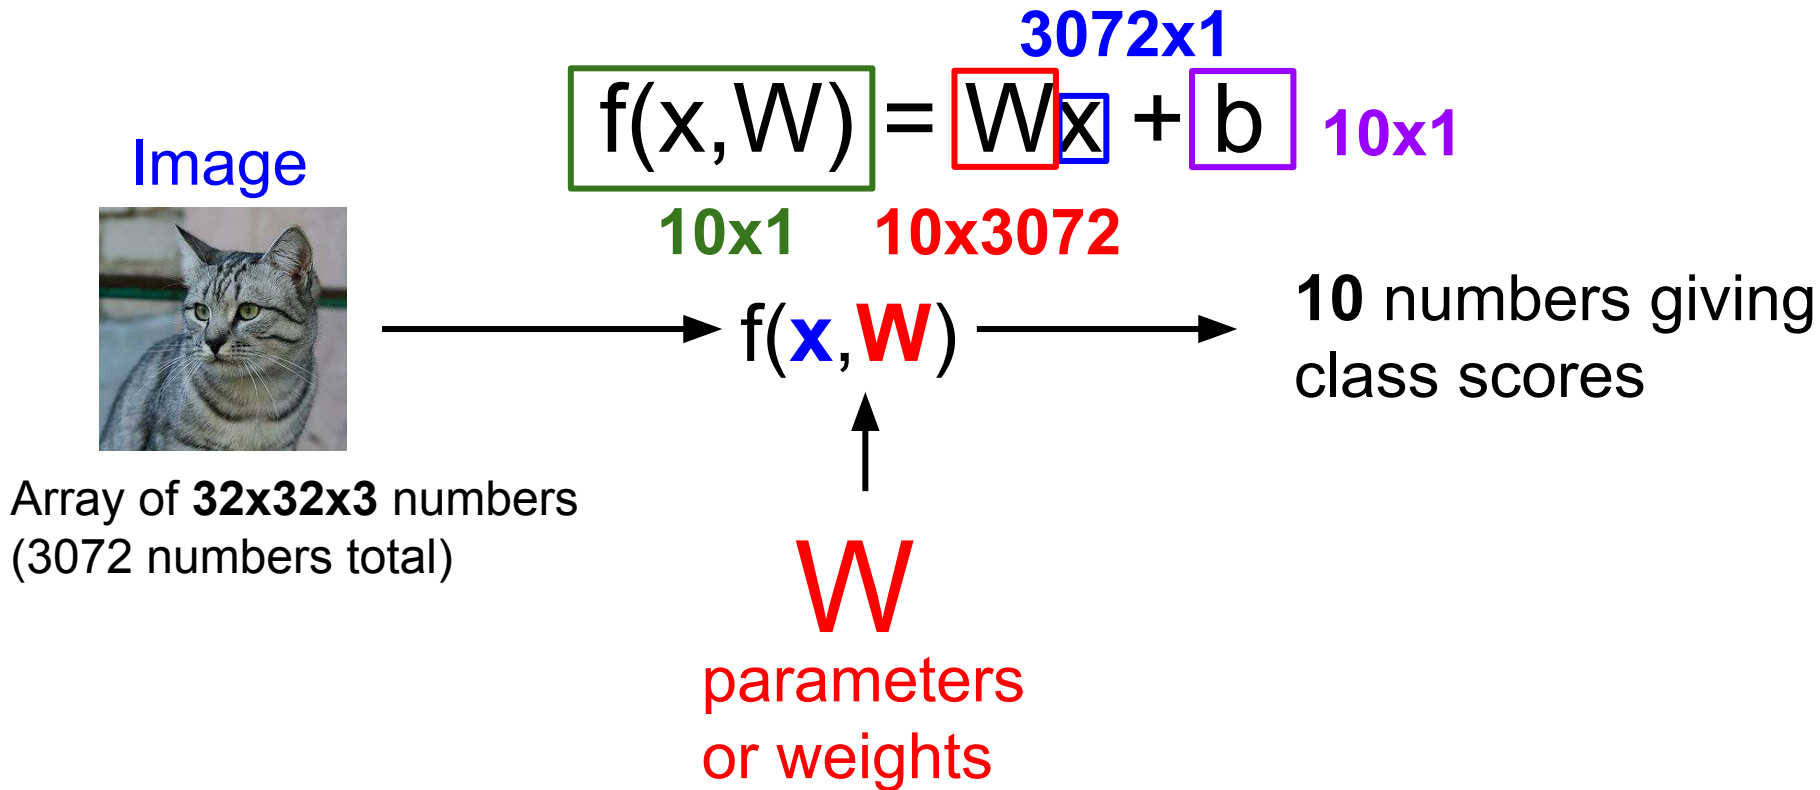 3072x1
f(x,W) = Wx + b
10x1
Image
10x1
10x3072
f(x,W)
10 numbers giving
class scores
Array of 32x32x3 numbers
(3072 numbers total)
W
parameters
or weights